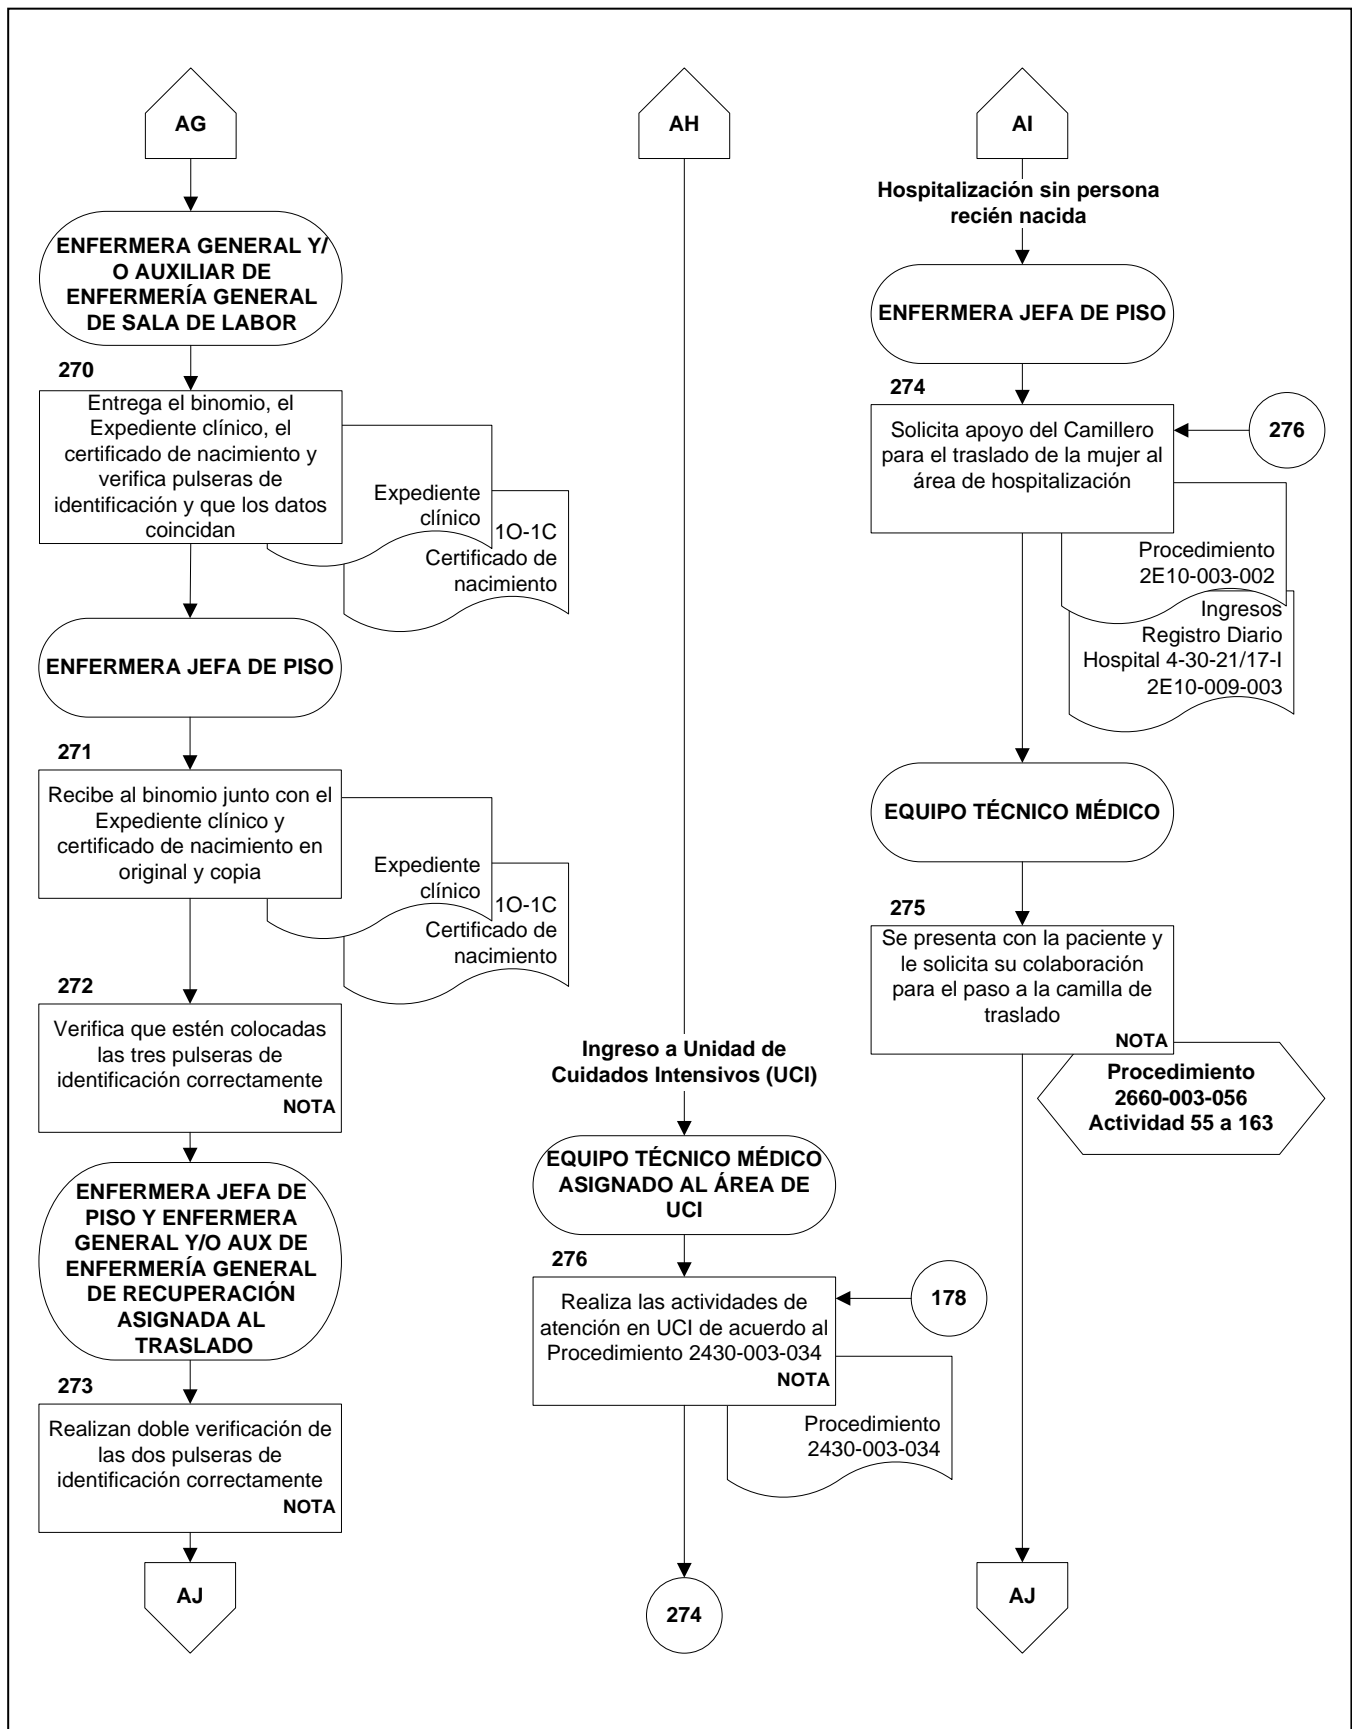 AG
ENFERMERA GENERAL Y/
O AUXILIAR DE
ENFERMERÍA GENERAL
DE SALA DE LABOR
270
Entrega el binomio, el
Expediente clínico, el
certificado de nacimiento y
verifica pulseras de
identificación y que los datos
coincidan
Expediente
clínico
1O-1C
Certificado de
nacimiento
ENFERMERA JEFA DE PISO
271
Recibe al binomio junto con el
Expediente clínico y
certificado de nacimiento en
original y copia
Expediente
clínico
1O-1C
Certificado de
nacimiento
272
Verifica que estén colocadas
las tres pulseras de
identificación correctamente
NOTA
ENFERMERA JEFA DE
PISO Y ENFERMERA
GENERAL Y/O AUX DE
ENFERMERÍA GENERAL
DE RECUPERACIÓN
ASIGNADA AL
TRASLADO
273
Realizan doble verificación de
las dos pulseras de
identificación correctamente
NOTA
AJ
AH
Ingreso a Unidad de
Cuidados Intensivos (UCI)
EQUIPO TÉCNICO MÉDICO
ASIGNADO AL ÁREA DE
UCI
276
Realiza las actividades de
atención en UCI de acuerdo al
Procedimiento 2430-003-034
NOTA
178
Procedimiento
2430-003-034
274
AI
Hospitalización sin persona
recién nacida
ENFERMERA JEFA DE PISO
274
Solicita apoyo del Camillero
para el traslado de la mujer al
área de hospitalización
276
Procedimiento
2E10-003-002
Ingresos
Registro Diario
Hospital 4-30-21/17-I
2E10-009-003
EQUIPO TÉCNICO MÉDICO
275
Se presenta con la paciente y
le solicita su colaboración
para el paso a la camilla de
traslado
NOTA
Procedimiento
2660-003-056
Actividad 55 a 163
AJ